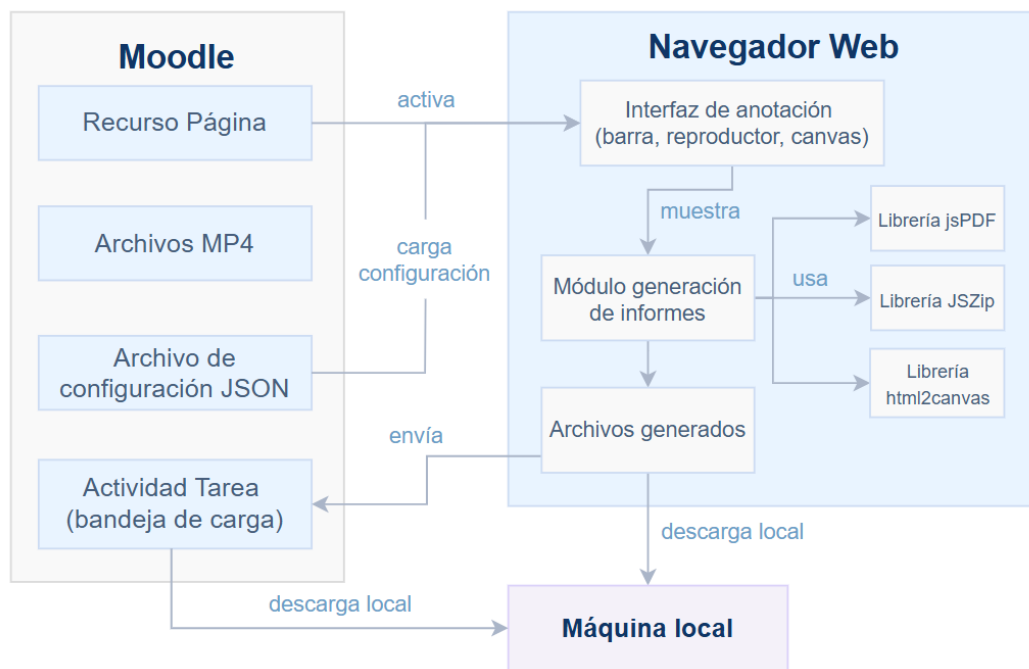 Moodle
Recurso Página
Archivos MP4
Archivo de
configuración JSON
Actividad Tarea
(bandeja de carga)
activa
carga
configuración
envía
descarga local
Navegador Web
Interfaz de anotación
(barra, reproductor, canvas)
muestra
Módulo generación
de informes
usa
Librería jsPDF
Librería JSZip
Librería
html2canvas
Archivos generados
descarga local
Máquina local